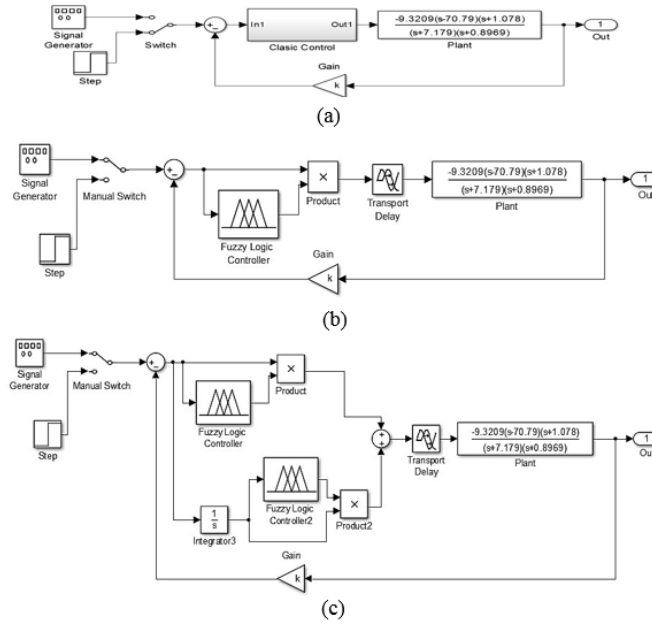 In1
Out1
-9.3209(s-70.79)(s+1.078)
(s+7.179)(s+0.8969)
1
Signal
Generator
Switch
Clasic Control
Plant
Out
Step
Gain
k
(a)
-9.3209(s-70.79)(s+1.078)
(s+7.179)(s+0.8969)
1
×
Signal
Generator
Manual Switch
Product
Transport
Delay
Plant
Out
Fuzzy Logic
Controller
Step
Gain
k
(b)
Signal
Generator
Manual Switch
×
Product
Step
Fuzzy Logic
Controller
-9.3209(s-70.79)(s+1.078)
(s+7.179)(s+0.8969)
1
Transport
Delay
Plant
Out
1
s
Integrator3
Fuzzy Logic
Controller2
×
Product2
Gain
k
(c)